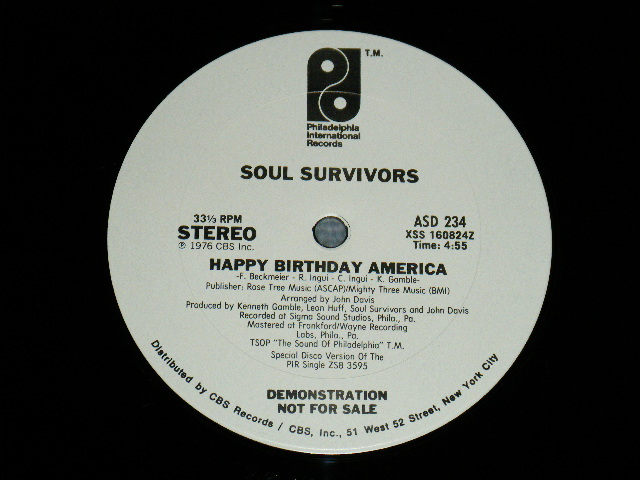 T.M.
Philadelphia
International
Records
SOUL SURVIVORS
33⅓ RPM
STEREO
℗ 1976 CBS Inc.
ASD 234
XSS 160824Z
Time: 4:55
HAPPY BIRTHDAY AMERICA
-F. Beckmeier - R. Ingui - C. Ingui - K. Gamble-
Publisher: Rose Tree Music (ASCAP)/Mighty Three Music (BMI)
Arranged by John Davis
Produced by Kenneth Gamble, Leon Huff, Soul Survivors and John Davis
Recorded at Sigma Sound Studios, Phila., Pa.
Mastered at Frankford/Wayne Recording
Labs, Phila., Pa.
TSOP "The Sound Of Philadelphia" T.M.
Special Disco Version Of The
PIR Single ZS8 3595
DEMONSTRATION
NOT FOR SALE
Distributed by CBS Records / CBS, Inc., 51 West 52 Street, New York City